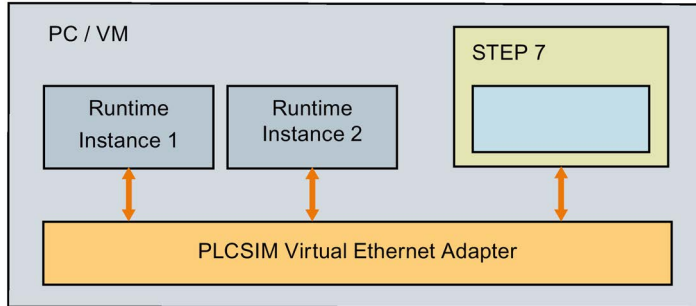 PC / VM
STEP 7
Runtime
Instance 1
Runtime
Instance 2
PLCSIM Virtual Ethernet Adapter